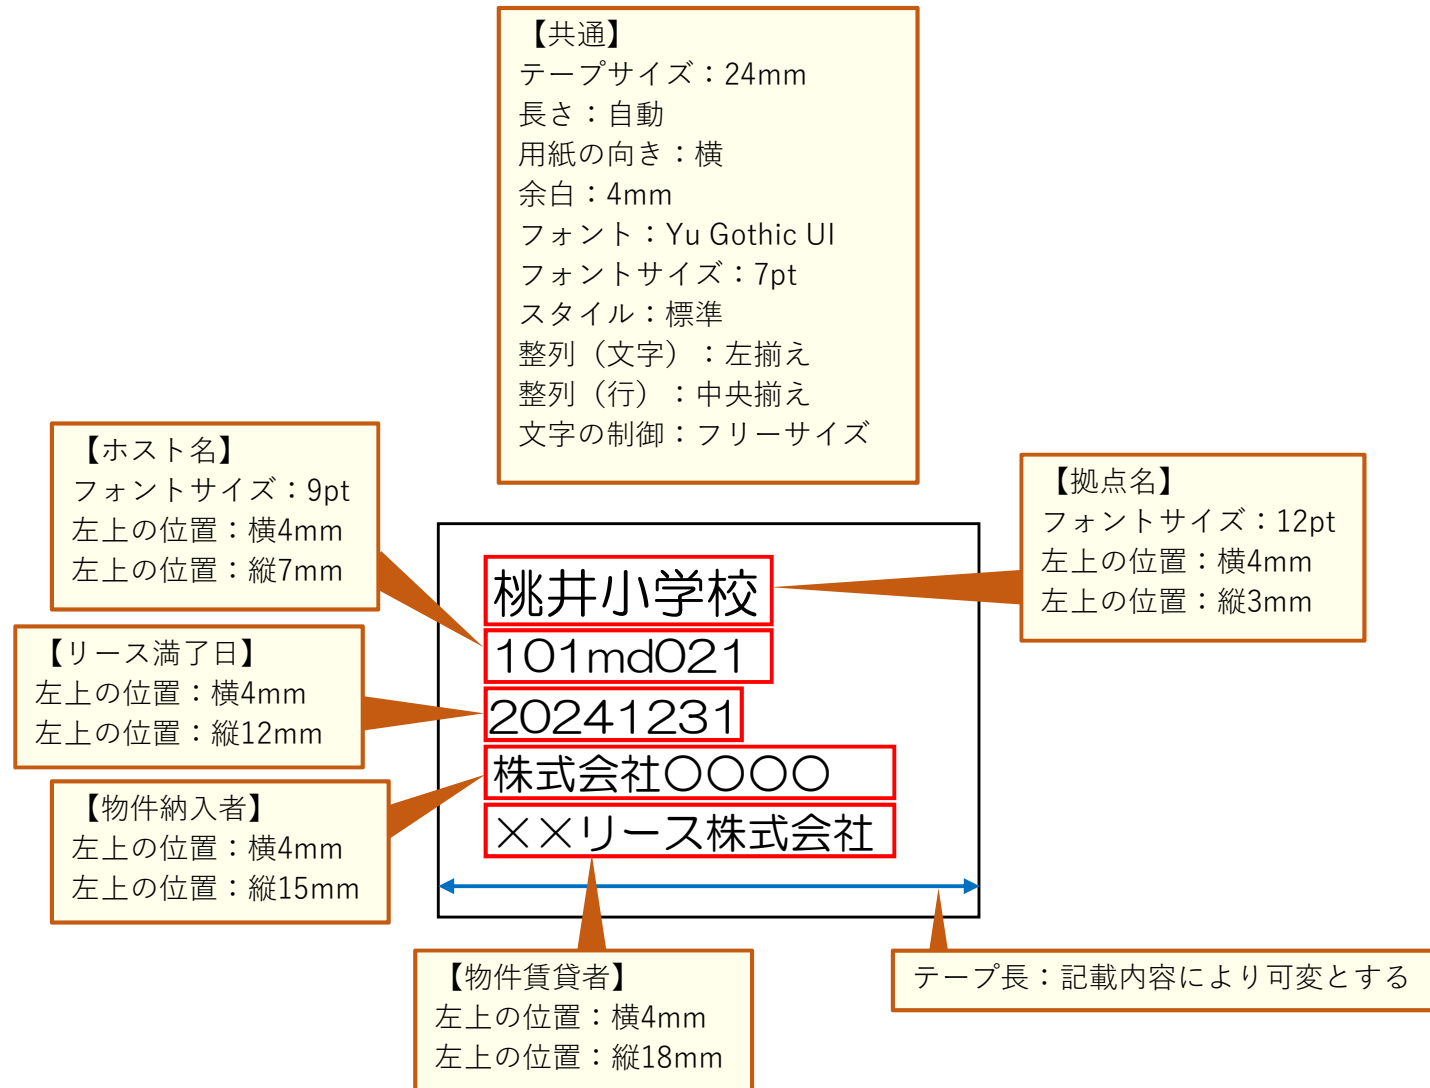 【共通】
テープサイズ：24mm
長さ：自動
用紙の向き：横
余白：4mm
フォント：Yu Gothic UI
フォントサイズ：7pt
スタイル：標準
整列（文字）：左揃え
整列（行）：中央揃え
文字の制御：フリーサイズ
【ホスト名】
フォントサイズ：9pt
左上の位置：横4mm
左上の位置：縦7mm
【拠点名】
フォントサイズ：12pt
左上の位置：横4mm
左上の位置：縦3mm
桃井小学校
101md021
20241231
株式会社〇〇〇〇
××リース株式会社
【リース満了日】
左上の位置：横4mm
左上の位置：縦12mm
【物件納入者】
左上の位置：横4mm
左上の位置：縦15mm
【物件賃貸者】
左上の位置：横4mm
左上の位置：縦18mm
テープ長：記載内容により可変とする